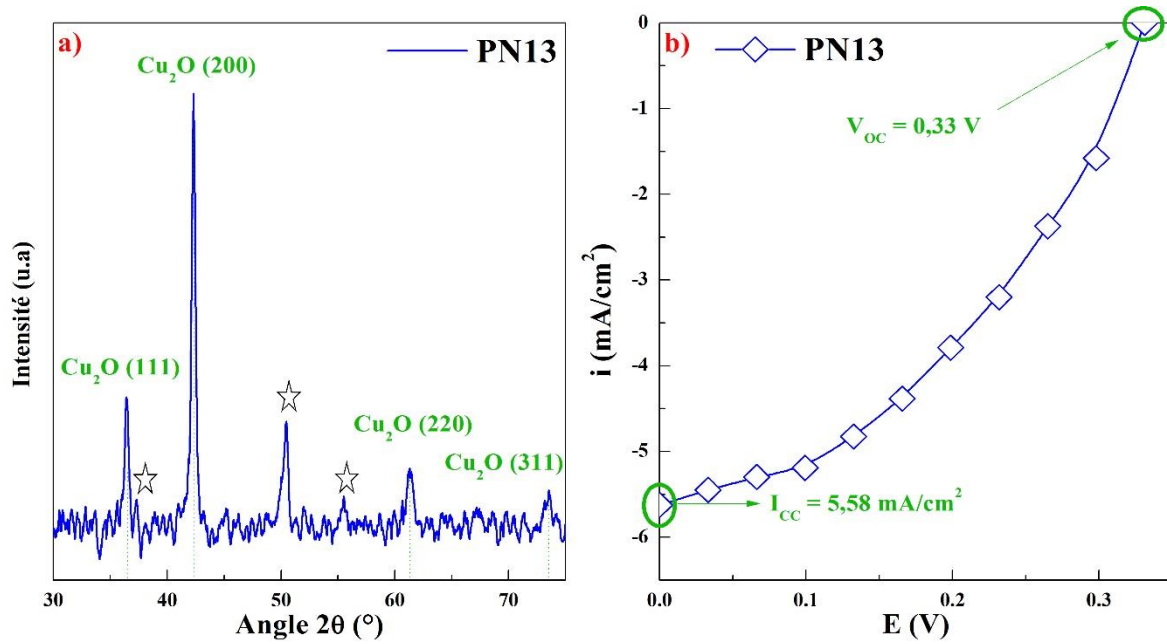 a)
PN13
Cu₂O (200)
Cu₂O (111)
Cu₂O (220)
Cu₂O (311)
Intensité (u.a)
30 40 50 60 70
Angle 2θ (°)
b)
PN13
V_OC = 0,33 V
I_CC = 5,58 mA/cm²
0
-1
-2
-3
-4
-5
-6
i (mA/cm²)
0.0 0.1 0.2 0.3
E (V)